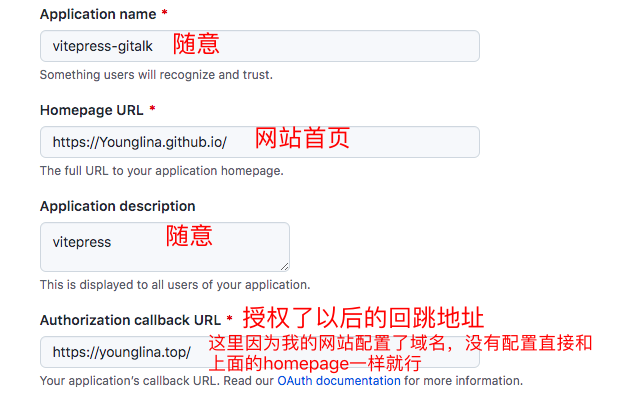 Application name *
vitepress-gitalk 随意
Something users will recognize and trust.
Homepage URL *
https://Younglina.github.io/ 网站首页
The full URL to your application homepage.
Application description
vitepress 随意
This is displayed to all users of your application.
Authorization callback URL * 授权了以后的回跳地址
这里因为我的网站配置了域名，没有配置直接和
https://younglina.top/ 上面的homepage一样就行
Your application's callback URL. Read our OAuth documentation for more information.